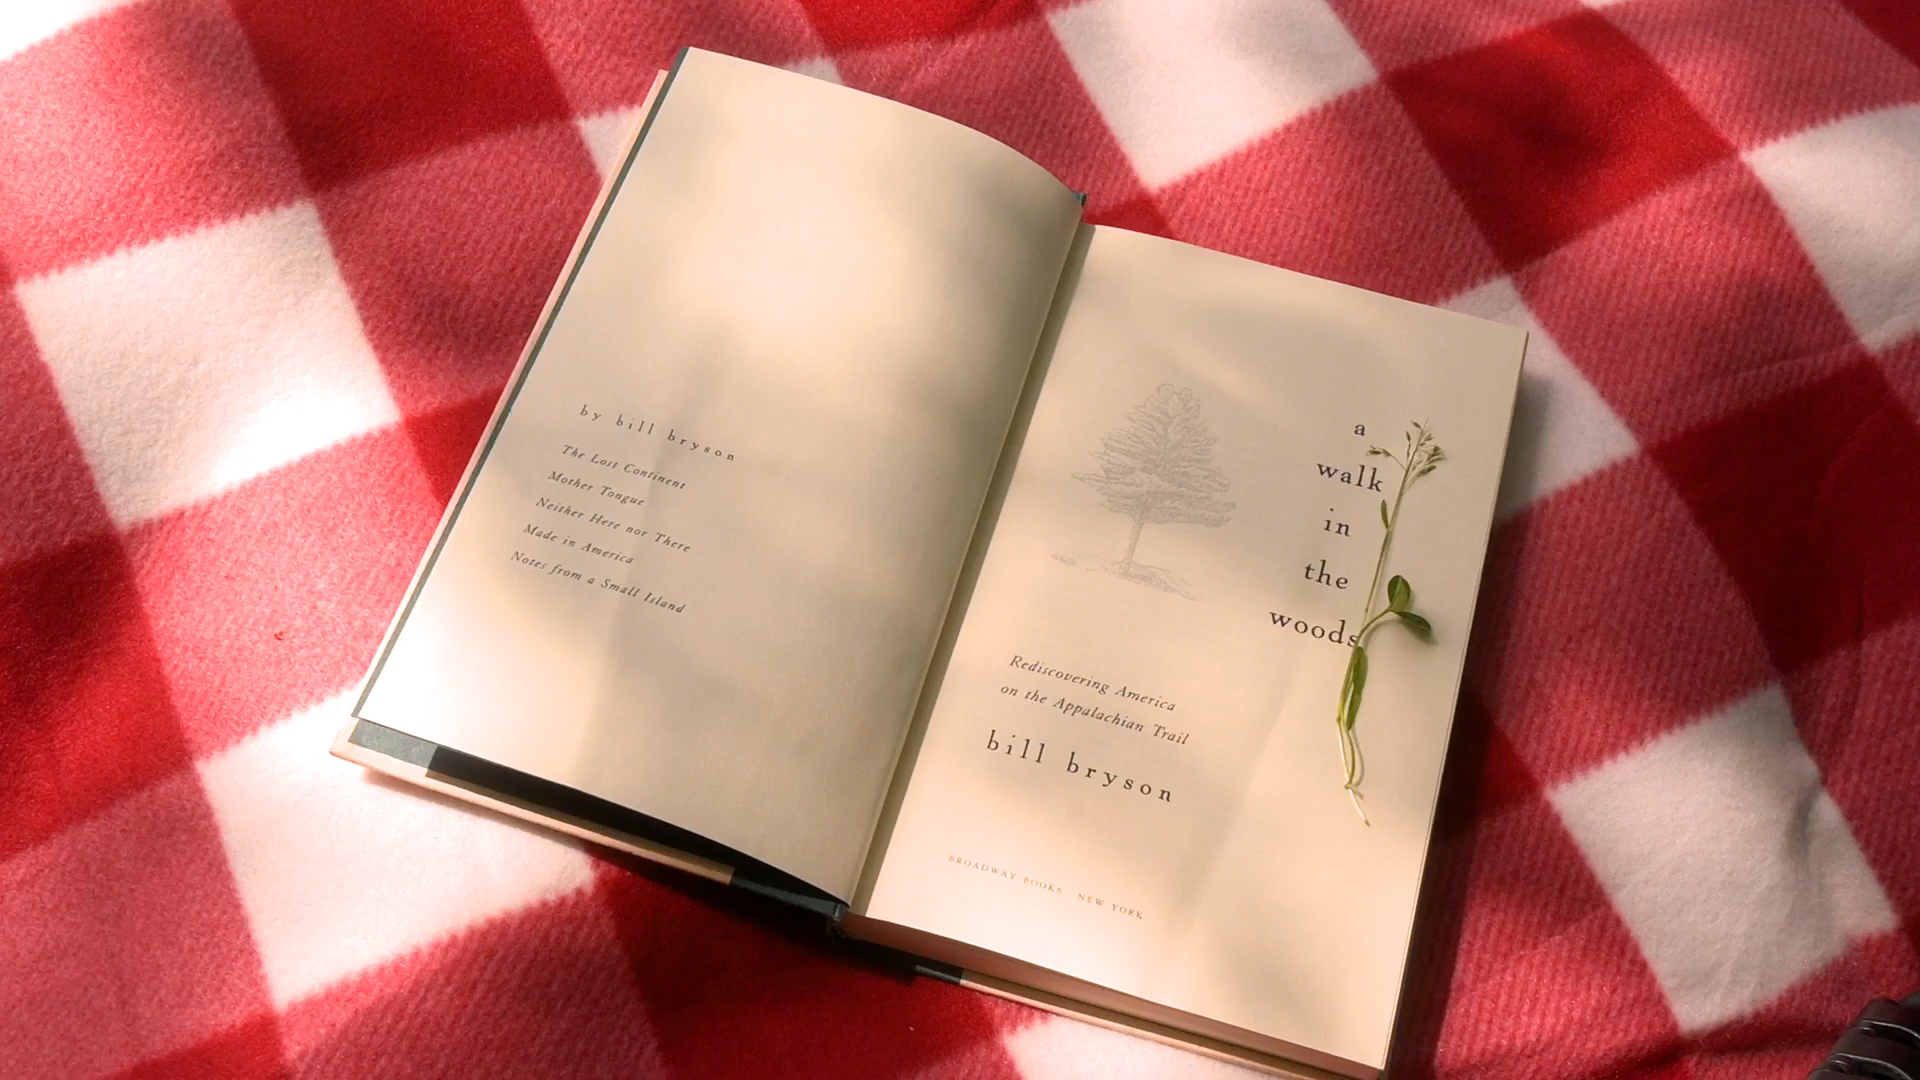 by bill bryson
The Lost Continent
Mother Tongue
Neither Here nor There
Made in America
Notes from a Small Island
a
walk
in
the
woods
Rediscovering America
on the Appalachian Trail
bill bryson
BROADWAY BOOKS NEW YORK